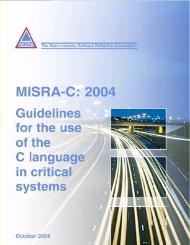 The Motor Industry Software Reliability Association
MISRA-C: 2004
Guidelines
for the use
of the
C language
in critical
systems
October 2004